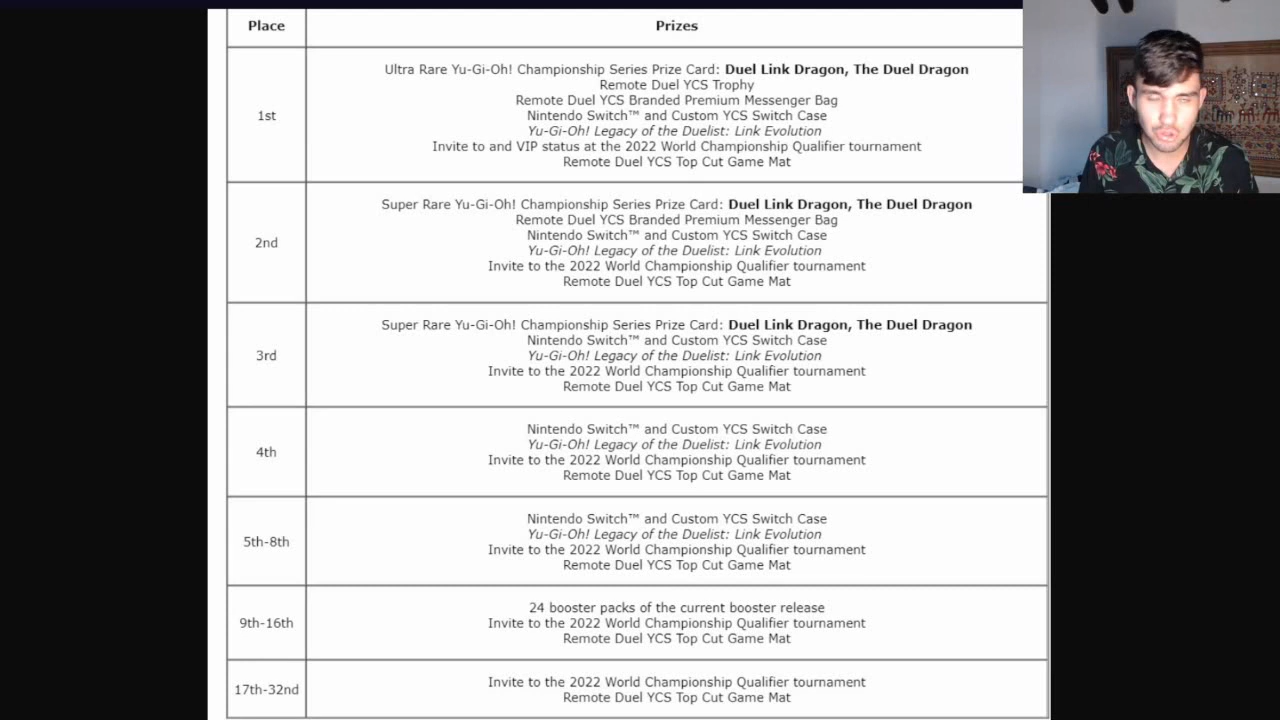 Place
Prizes
1st
Ultra Rare Yu-Gi-Oh! Championship Series Prize Card: Duel Link Dragon, The Duel Dragon
Remote Duel YCS Trophy
Remote Duel YCS Branded Premium Messenger Bag
Nintendo Switch™ and Custom YCS Switch Case
Yu-Gi-Oh! Legacy of the Duelist: Link Evolution
Invite to and VIP status at the 2022 World Championship Qualifier tournament
Remote Duel YCS Top Cut Game Mat
2nd
Super Rare Yu-Gi-Oh! Championship Series Prize Card: Duel Link Dragon, The Duel Dragon
Remote Duel YCS Branded Premium Messenger Bag
Nintendo Switch™ and Custom YCS Switch Case
Yu-Gi-Oh! Legacy of the Duelist: Link Evolution
Invite to the 2022 World Championship Qualifier tournament
Remote Duel YCS Top Cut Game Mat
3rd
Super Rare Yu-Gi-Oh! Championship Series Prize Card: Duel Link Dragon, The Duel Dragon
Nintendo Switch™ and Custom YCS Switch Case
Yu-Gi-Oh! Legacy of the Duelist: Link Evolution
Invite to the 2022 World Championship Qualifier tournament
Remote Duel YCS Top Cut Game Mat
4th
Nintendo Switch™ and Custom YCS Switch Case
Yu-Gi-Oh! Legacy of the Duelist: Link Evolution
Invite to the 2022 World Championship Qualifier tournament
Remote Duel YCS Top Cut Game Mat
5th-8th
Nintendo Switch™ and Custom YCS Switch Case
Yu-Gi-Oh! Legacy of the Duelist: Link Evolution
Invite to the 2022 World Championship Qualifier tournament
Remote Duel YCS Top Cut Game Mat
9th-16th
24 booster packs of the current booster release
Invite to the 2022 World Championship Qualifier tournament
Remote Duel YCS Top Cut Game Mat
17th-32nd
Invite to the 2022 World Championship Qualifier tournament
Remote Duel YCS Top Cut Game Mat